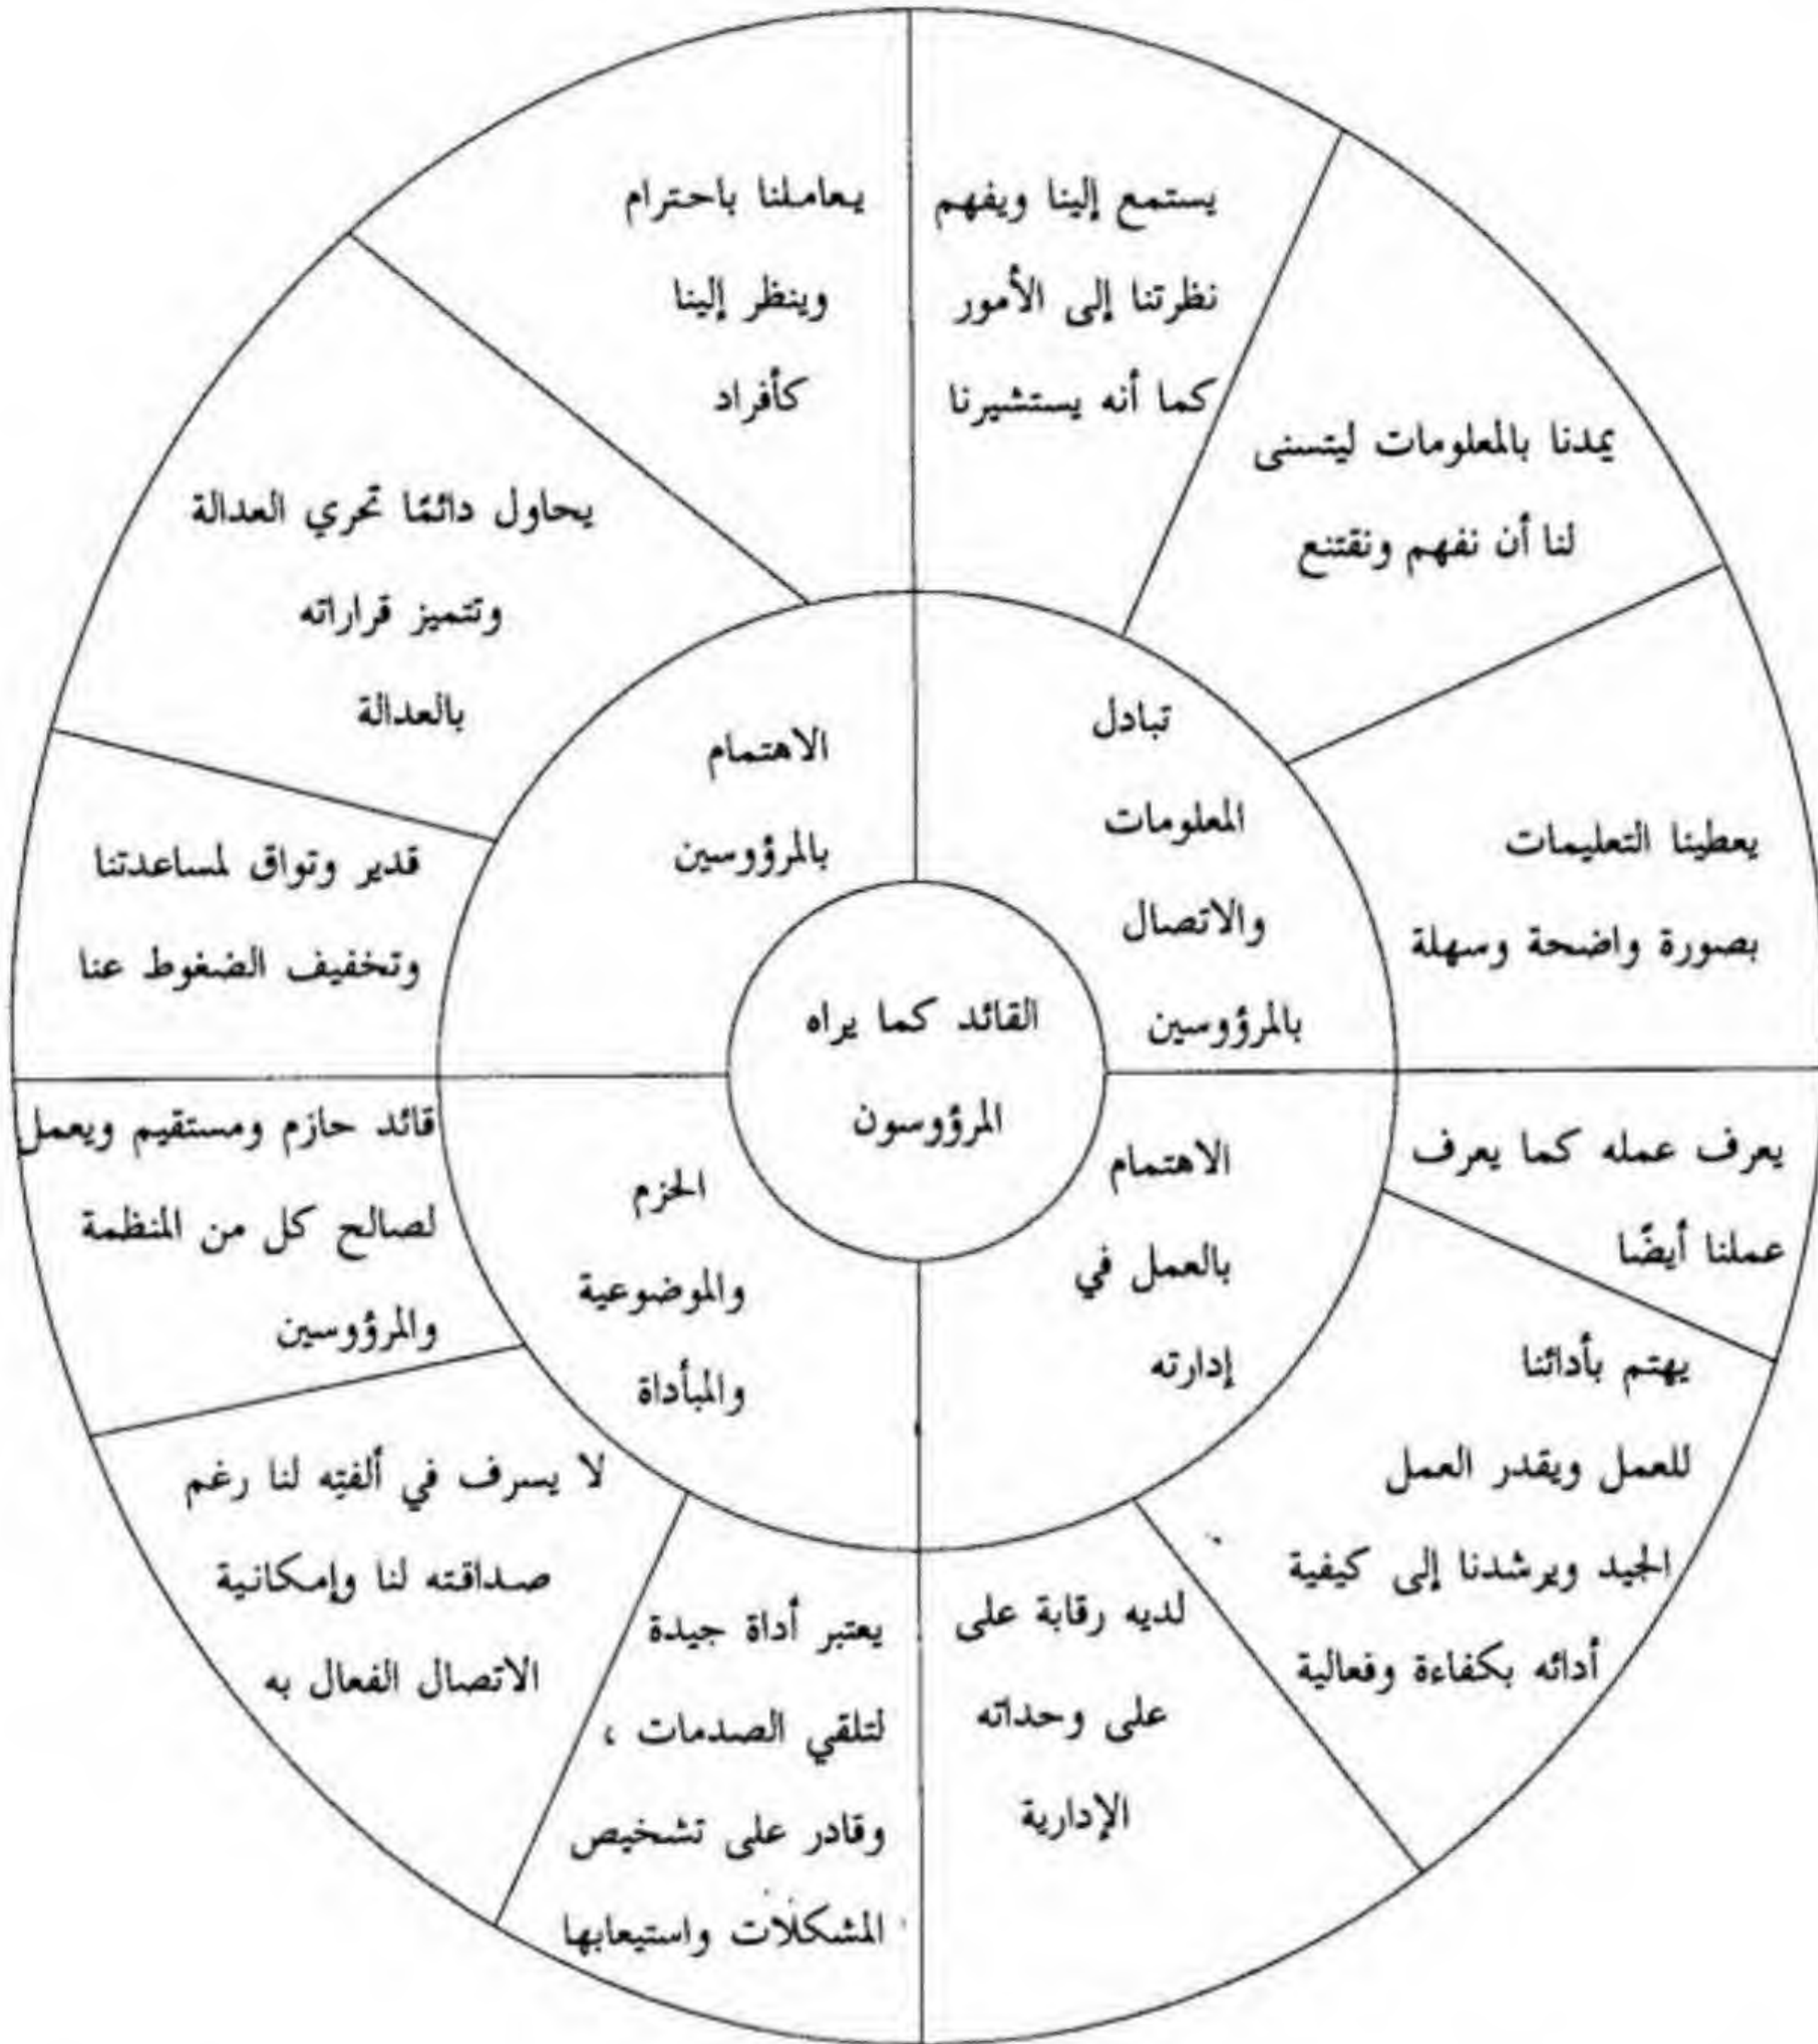 القائد كما يراه
المرؤوسون
تبادل
المعلومات
والاتصال
بالمرؤوسين
يستمع إلينا ويفهم
نظرتنا إلى الأمور
كما أنه يستشيرنا
يمدنا بالمعلومات ليتسنى
لنا أن نفهم ونقتنع
يعطينا التعليمات
بصورة واضحة وسهلة
الاهتمام
بالعمل في
إدارته
يعرف عمله كما يعرف
عملنا أيضًا
يهتم بأدائنا
للعمل ويقدر العمل
الجيد ويرشدنا إلى كيفية
أدائه بكفاءة وفعالية
لديه رقابة على
على وحداته
الإدارية
الحزم
والموضوعية
والمبأداة
يعتبر أداة جيدة
لتلقي الصدمات ،
وقادر على تشخيص
المشكلات واستيعابها
لا يسرف في ألفته لنا رغم
صداقته لنا وإمكانية
الاتصال الفعال به
قائد حازم ومستقيم ويعمل
لصالح كل من المنظمة
والمرؤوسين
الاهتمام
بالمرؤوسين
قدير وتواق لمساعدتنا
وتخفيف الضغوط عنا
يحاول دائمًا تحري العدالة
وتتميز قراراته
بالعدالة
يعاملنا باحترام
وينظر إلينا
كأفراد